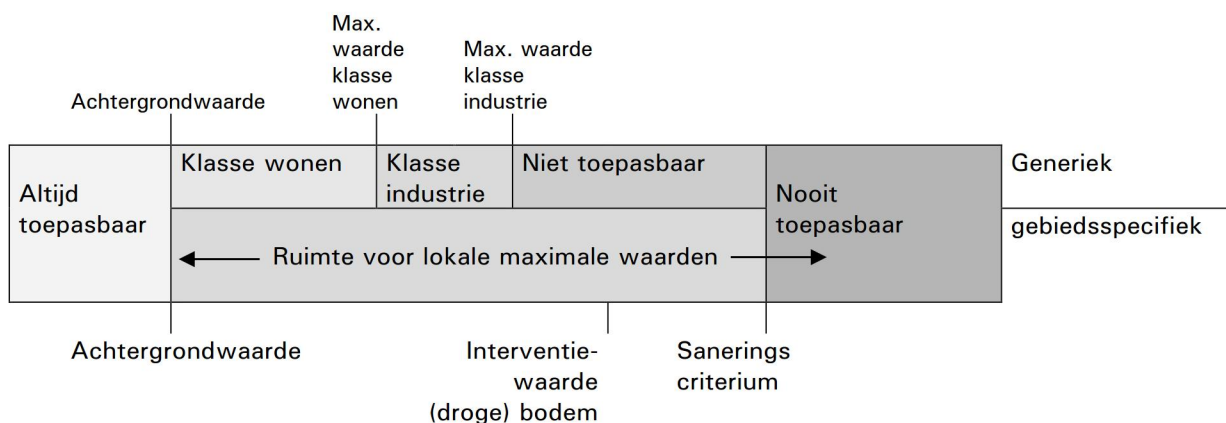 Max.
waarde
klasse
wonen
Max. waarde
klasse
industrie
Achtergrondwaarde
Altijd
toepasbaar
Klasse wonen
Klasse
industrie
Niet toepasbaar
Nooit
toepasbaar
Generiek
gebiedsspecifiek
Ruimte voor lokale maximale waarden
Achtergrondwaarde
Interventie-
waarde
(droge) bodem
Sanerings
criterium